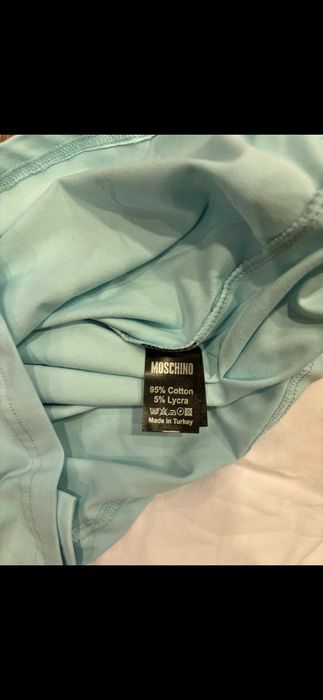 MOSCHINO
95% Cotton
5% Lycra
Made in Turkey